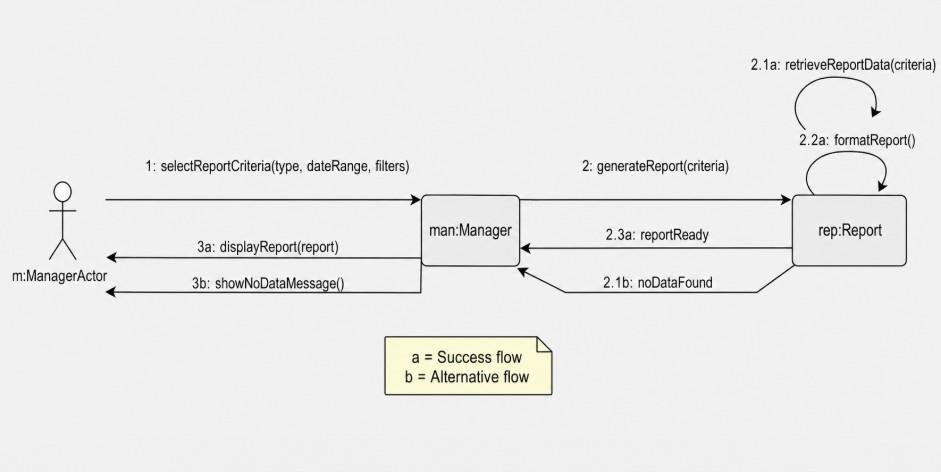 2.1a: retrieveReportData(criteria)
2.2a: formatReport()
1: selectReportCriteria(type, dateRange, filters)
2: generateReport(criteria)
man:Manager
rep:Report
2.3a: reportReady
3a: displayReport(report)
m:ManagerActor
3b: showNoDataMessage()
2.1b: noDataFound
a = Success flow
b = Alternative flow